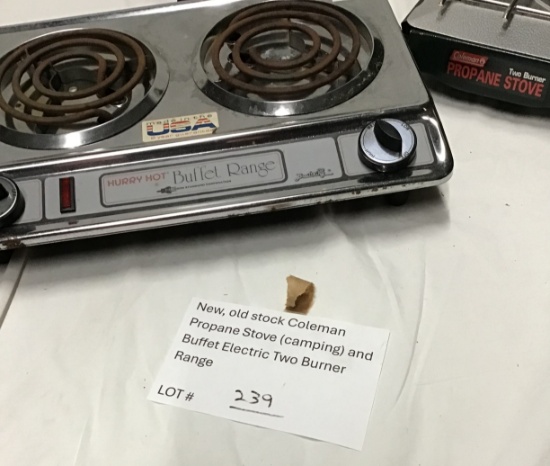 Coleman
Two Burner
PROPANE STOVE
USA
HURRY HOT Buffet Range
New, old stock Coleman
Propane Stove (camping) and
Buffet Electric Two Burner
Range
LOT # 239